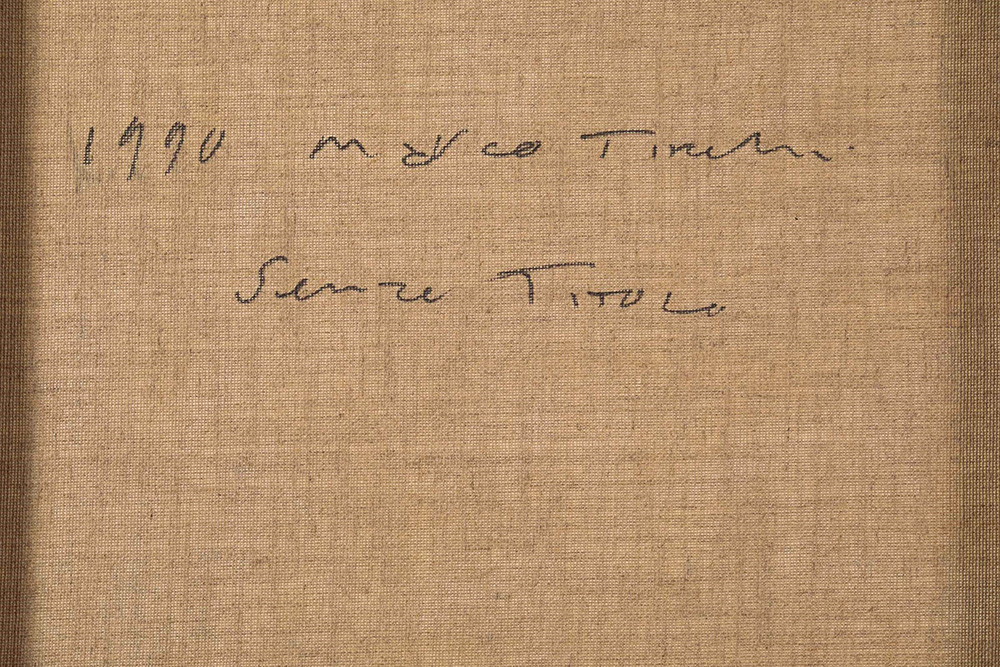 1990 Marco Tirelli
Senza Titolo